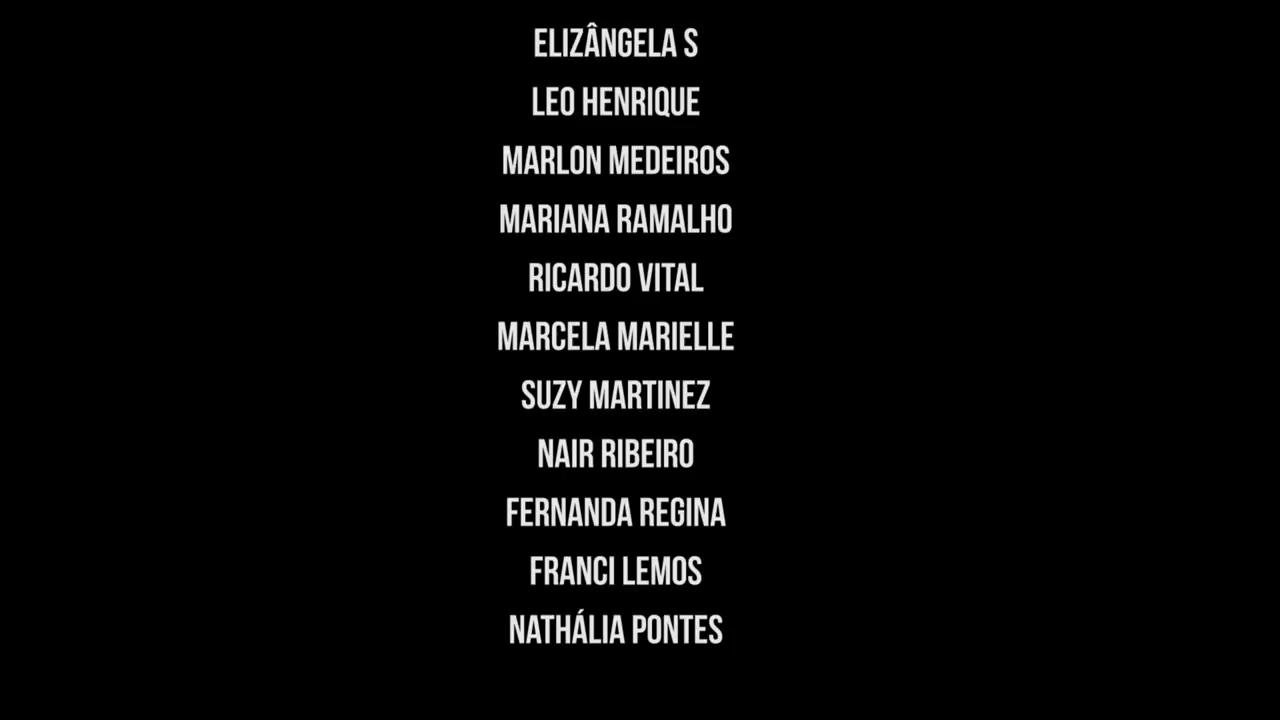 ELIZÂNGELA S
LEO HENRIQUE
MARLON MEDEIROS
MARIANA RAMALHO
RICARDO VITAL
MARCELA MARIELLE
SUZY MARTINEZ
NAIR RIBEIRO
FERNANDA REGINA
FRANCI LEMOS
NATHÁLIA PONTES